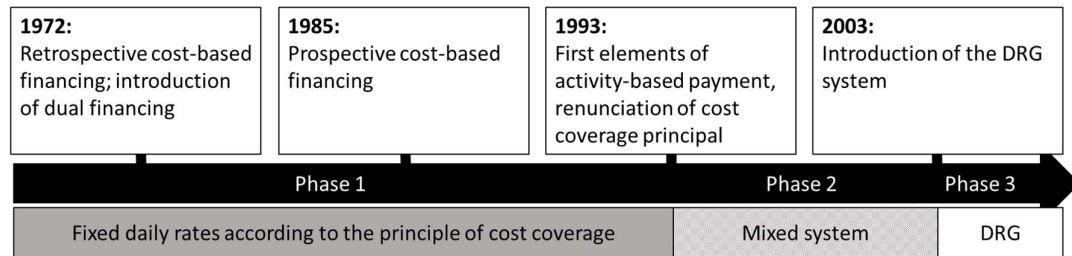 1972:
Retrospective cost-based
financing; introduction
of dual financing
1985:
Prospective cost-based
financing
1993:
First elements of
activity-based payment,
renunciation of cost
coverage principal
2003:
Introduction of the DRG
system
Phase 1
Phase 2
Phase 3
Fixed daily rates according to the principle of cost coverage
Mixed system
DRG